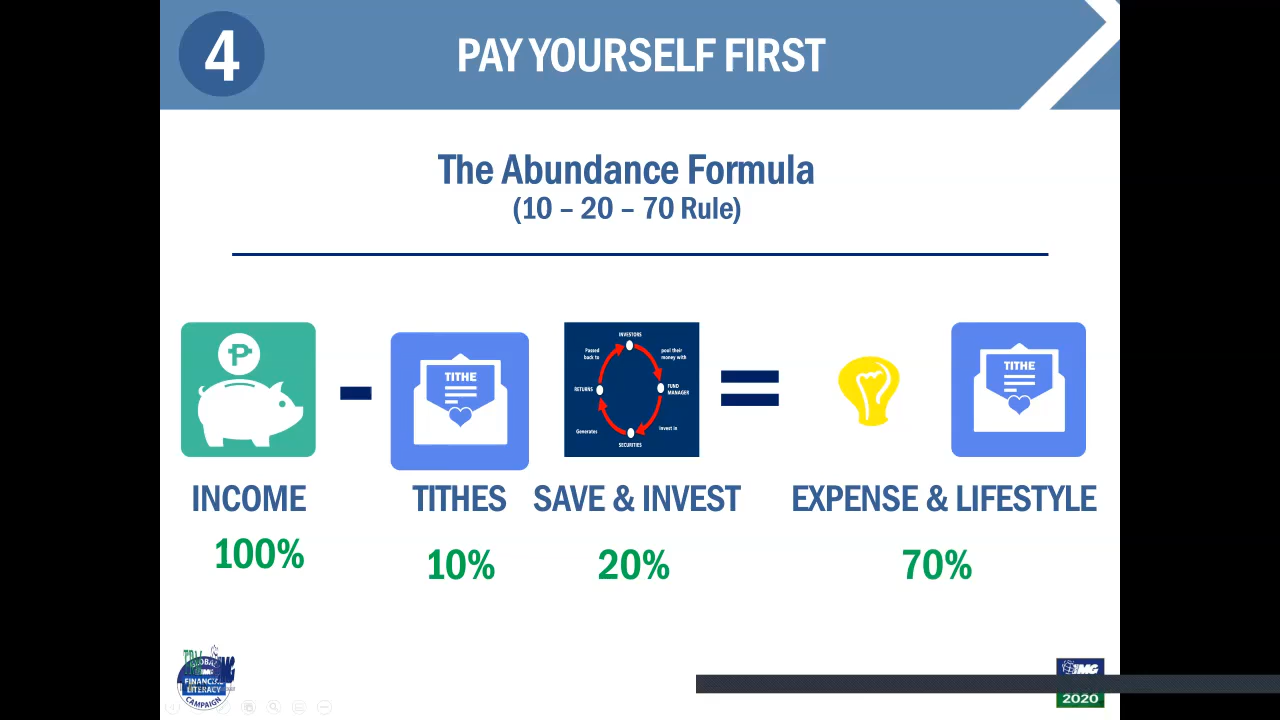 4
PAY YOURSELF FIRST
The Abundance Formula
(10 – 20 – 70 Rule)
₱
TITHE
INVESTORS
Passed
back to
pool their
money with
RETURNS
FUND
MANAGER
Generates
Invest in
SECURITIES
TITHE
INCOME
TITHES
SAVE & INVEST
EXPENSE & LIFESTYLE
100%
10%
20%
70%
GLOBAL
IMG
FINANCIAL
LITERACY
CAMPAIGN
IMG
2020